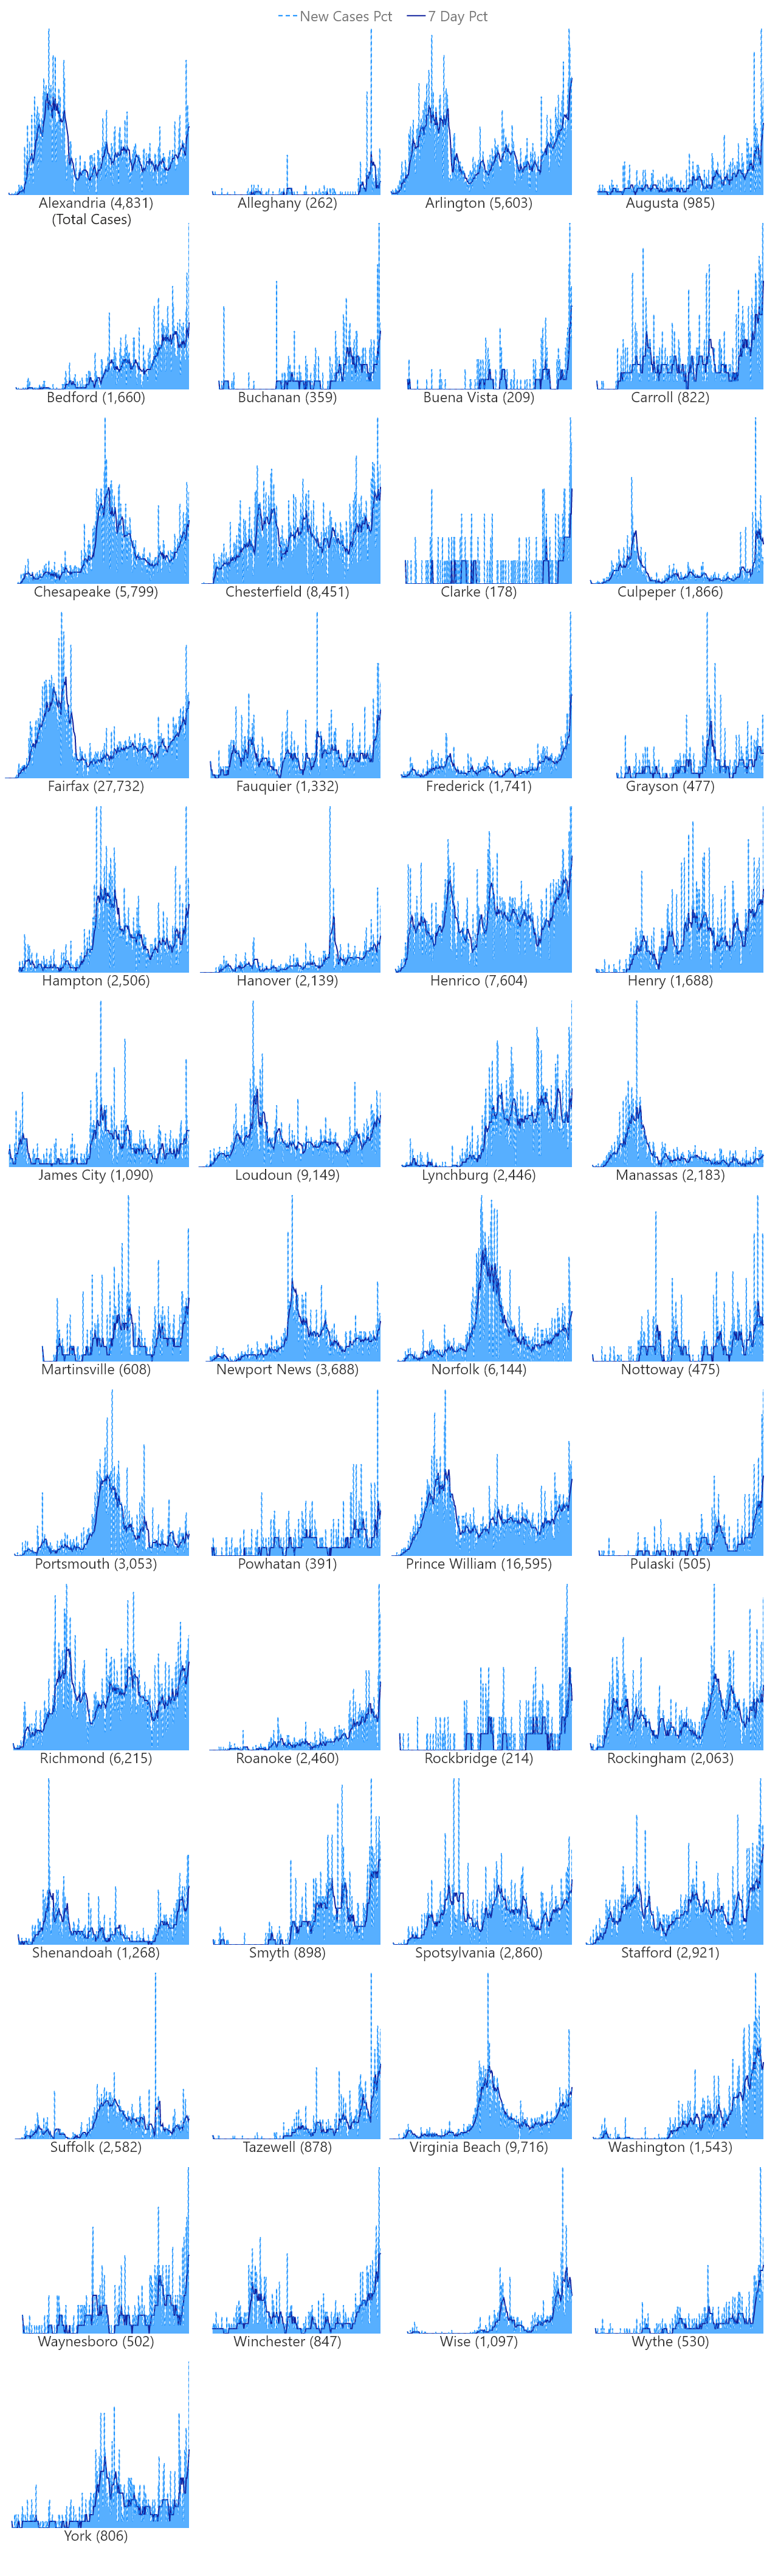 New Cases Pct 7 Day Pct
Alexandria (4,831) Alleghany (262) Arlington (5,603) Augusta (985)
(Total Cases)
Bedford (1,660) Buchanan (359) Buena Vista (209) Carroll (822)
Chesapeake (5,799) Chesterfield (8,451) Clarke (178) Culpeper (1,866)
Fairfax (27,732) Fauquier (1,332) Frederick (1,741) Grayson (477)
Hampton (2,506) Hanover (2,139) Henrico (7,604) Henry (1,688)
James City (1,090) Loudoun (9,149) Lynchburg (2,446) Manassas (2,183)
Martinsville (608) Newport News (3,688) Norfolk (6,144) Nottoway (475)
Portsmouth (3,053) Powhatan (391) Prince William (16,595) Pulaski (505)
Richmond (6,215) Roanoke (2,460) Rockbridge (214) Rockingham (2,063)
Shenandoah (1,268) Smyth (898) Spotsylvania (2,860) Stafford (2,921)
Suffolk (2,582) Tazewell (878) Virginia Beach (9,716) Washington (1,543)
Waynesboro (502) Winchester (847) Wise (1,097) Wythe (530)
York (806)